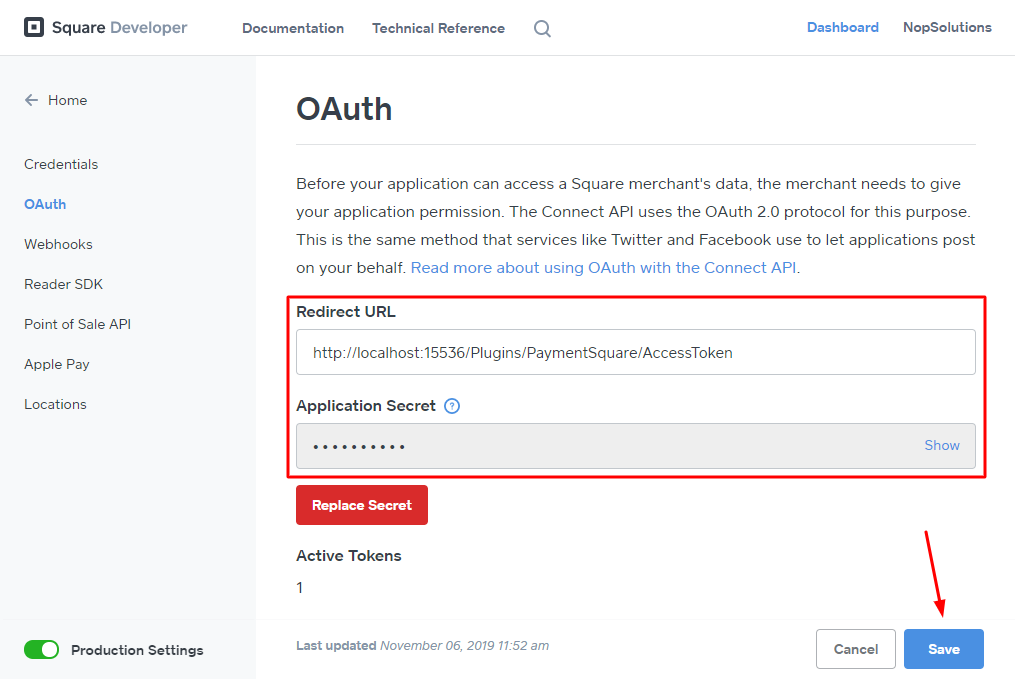 Square Developer
Documentation
Technical Reference
Dashboard
NopSolutions
Home
Credentials
OAuth
Webhooks
Reader SDK
Point of Sale API
Apple Pay
Locations
Production Settings
OAuth
Before your application can access a Square merchant's data, the merchant needs to give
your application permission. The Connect API uses the OAuth 2.0 protocol for this purpose.
This is the same method that services like Twitter and Facebook use to let applications post
on your behalf. Read more about using OAuth with the Connect API.
Redirect URL
http://localhost:15536/Plugins/PaymentSquare/AccessToken
Application Secret ?
•••••••••• Show
Replace Secret
Active Tokens
1
Last updated November 06, 2019 11:52 am
Cancel
Save